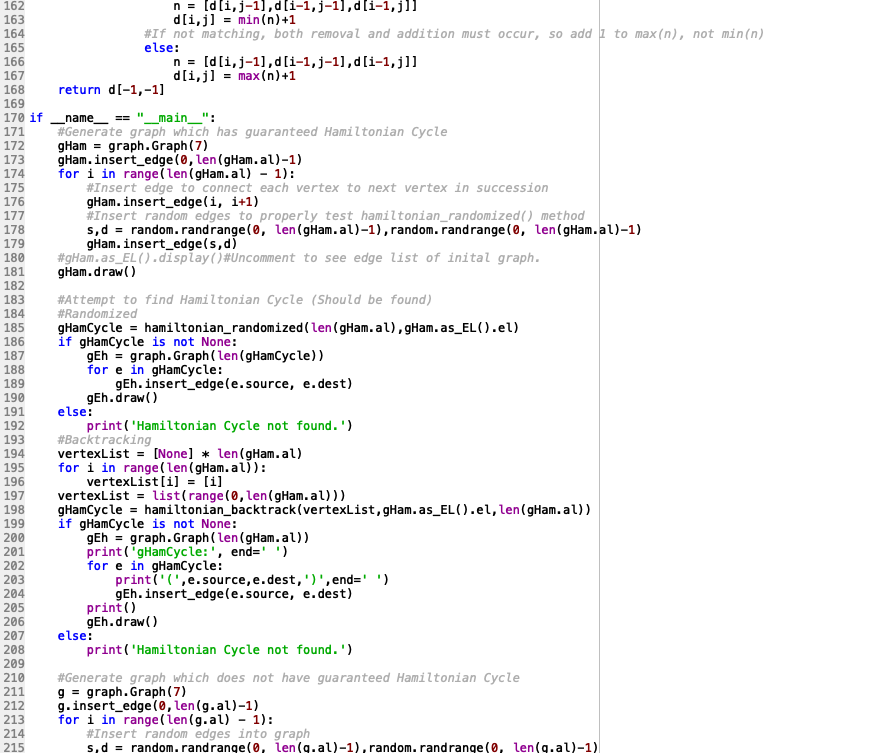 162                     n = [d[i,j-1],d[i-1,j-1],d[i-1,j]]
163                     d[i,j] = min(n)+1
164                 #If not matching, both removal and addition must occur, so add 1 to max(n), not min(n)
165                 else:
166                     n = [d[i,j-1],d[i-1,j-1],d[i-1,j]]
167                     d[i,j] = max(n)+1
168     return d[-1,-1]
169
170 if __name__ == "__main__":
171     #Generate graph which has guaranteed Hamiltonian Cycle
172     gHam = graph.Graph(7)
173     gHam.insert_edge(0,len(gHam.al)-1)
174     for i in range(len(gHam.al) - 1):
175         #Insert edge to connect each vertex to next vertex in succession
176         gHam.insert_edge(i, i+1)
177         #Insert random edges to properly test hamiltonian_randomized() method
178         s,d = random.randrange(0, len(gHam.al)-1),random.randrange(0, len(gHam.al)-1)
179         gHam.insert_edge(s,d)
180     #gHam.as_EL().display()#Uncomment to see edge list of inital graph.
181     gHam.draw()
182
183     #Attempt to find Hamiltonian Cycle (Should be found)
184     #Randomized
185     gHamCycle = hamiltonian_randomized(len(gHam.al),gHam.as_EL().el)
186     if gHamCycle is not None:
187         gEh = graph.Graph(len(gHamCycle))
188         for e in gHamCycle:
189             gEh.insert_edge(e.source, e.dest)
190         gEh.draw()
191     else:
192         print('Hamiltonian Cycle not found.')
193     #Backtracking
194     vertexList = [None] * len(gHam.al)
195     for i in range(len(gHam.al)):
196         vertexList[i] = [i]
197     vertexList = list(range(0,len(gHam.al)))
198     gHamCycle = hamiltonian_backtrack(vertexList,gHam.as_EL().el,len(gHam.al))
199     if gHamCycle is not None:
200         gEh = graph.Graph(len(gHam.al))
201         print('gHamCycle:', end=' ')
202         for e in gHamCycle:
203             print('(',e.source,e.dest,')',end=' ')
204             gEh.insert_edge(e.source, e.dest)
205         print()
206         gEh.draw()
207     else:
208         print('Hamiltonian Cycle not found.')
209
210     #Generate graph which does not have guaranteed Hamiltonian Cycle
211     g = graph.Graph(7)
212     g.insert_edge(0,len(g.al)-1)
213     for i in range(len(g.al) - 1):
214         #Insert random edges into graph
215         s,d = random.randrange(0, len(g.al)-1),random.randrange(0, len(g.al)-1)